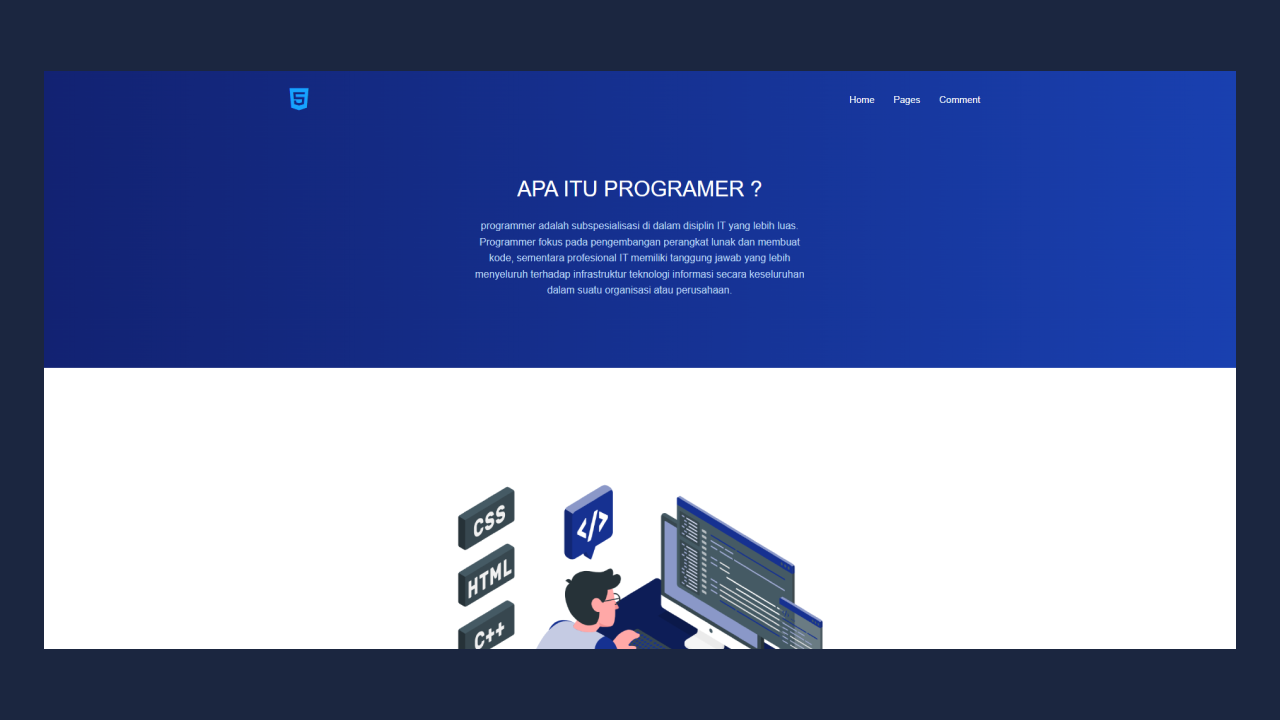 5
Home Pages Comment
APA ITU PROGRAMER ?
programmer adalah subspesialisasi di dalam disiplin IT yang lebih luas.
Programmer fokus pada pengembangan perangkat lunak dan membuat
kode, sementara profesional IT memiliki tanggung jawab yang lebih
menyeluruh terhadap infrastruktur teknologi informasi secara keseluruhan
dalam suatu organisasi atau perusahaan.
CSS
</>
HTML
C++